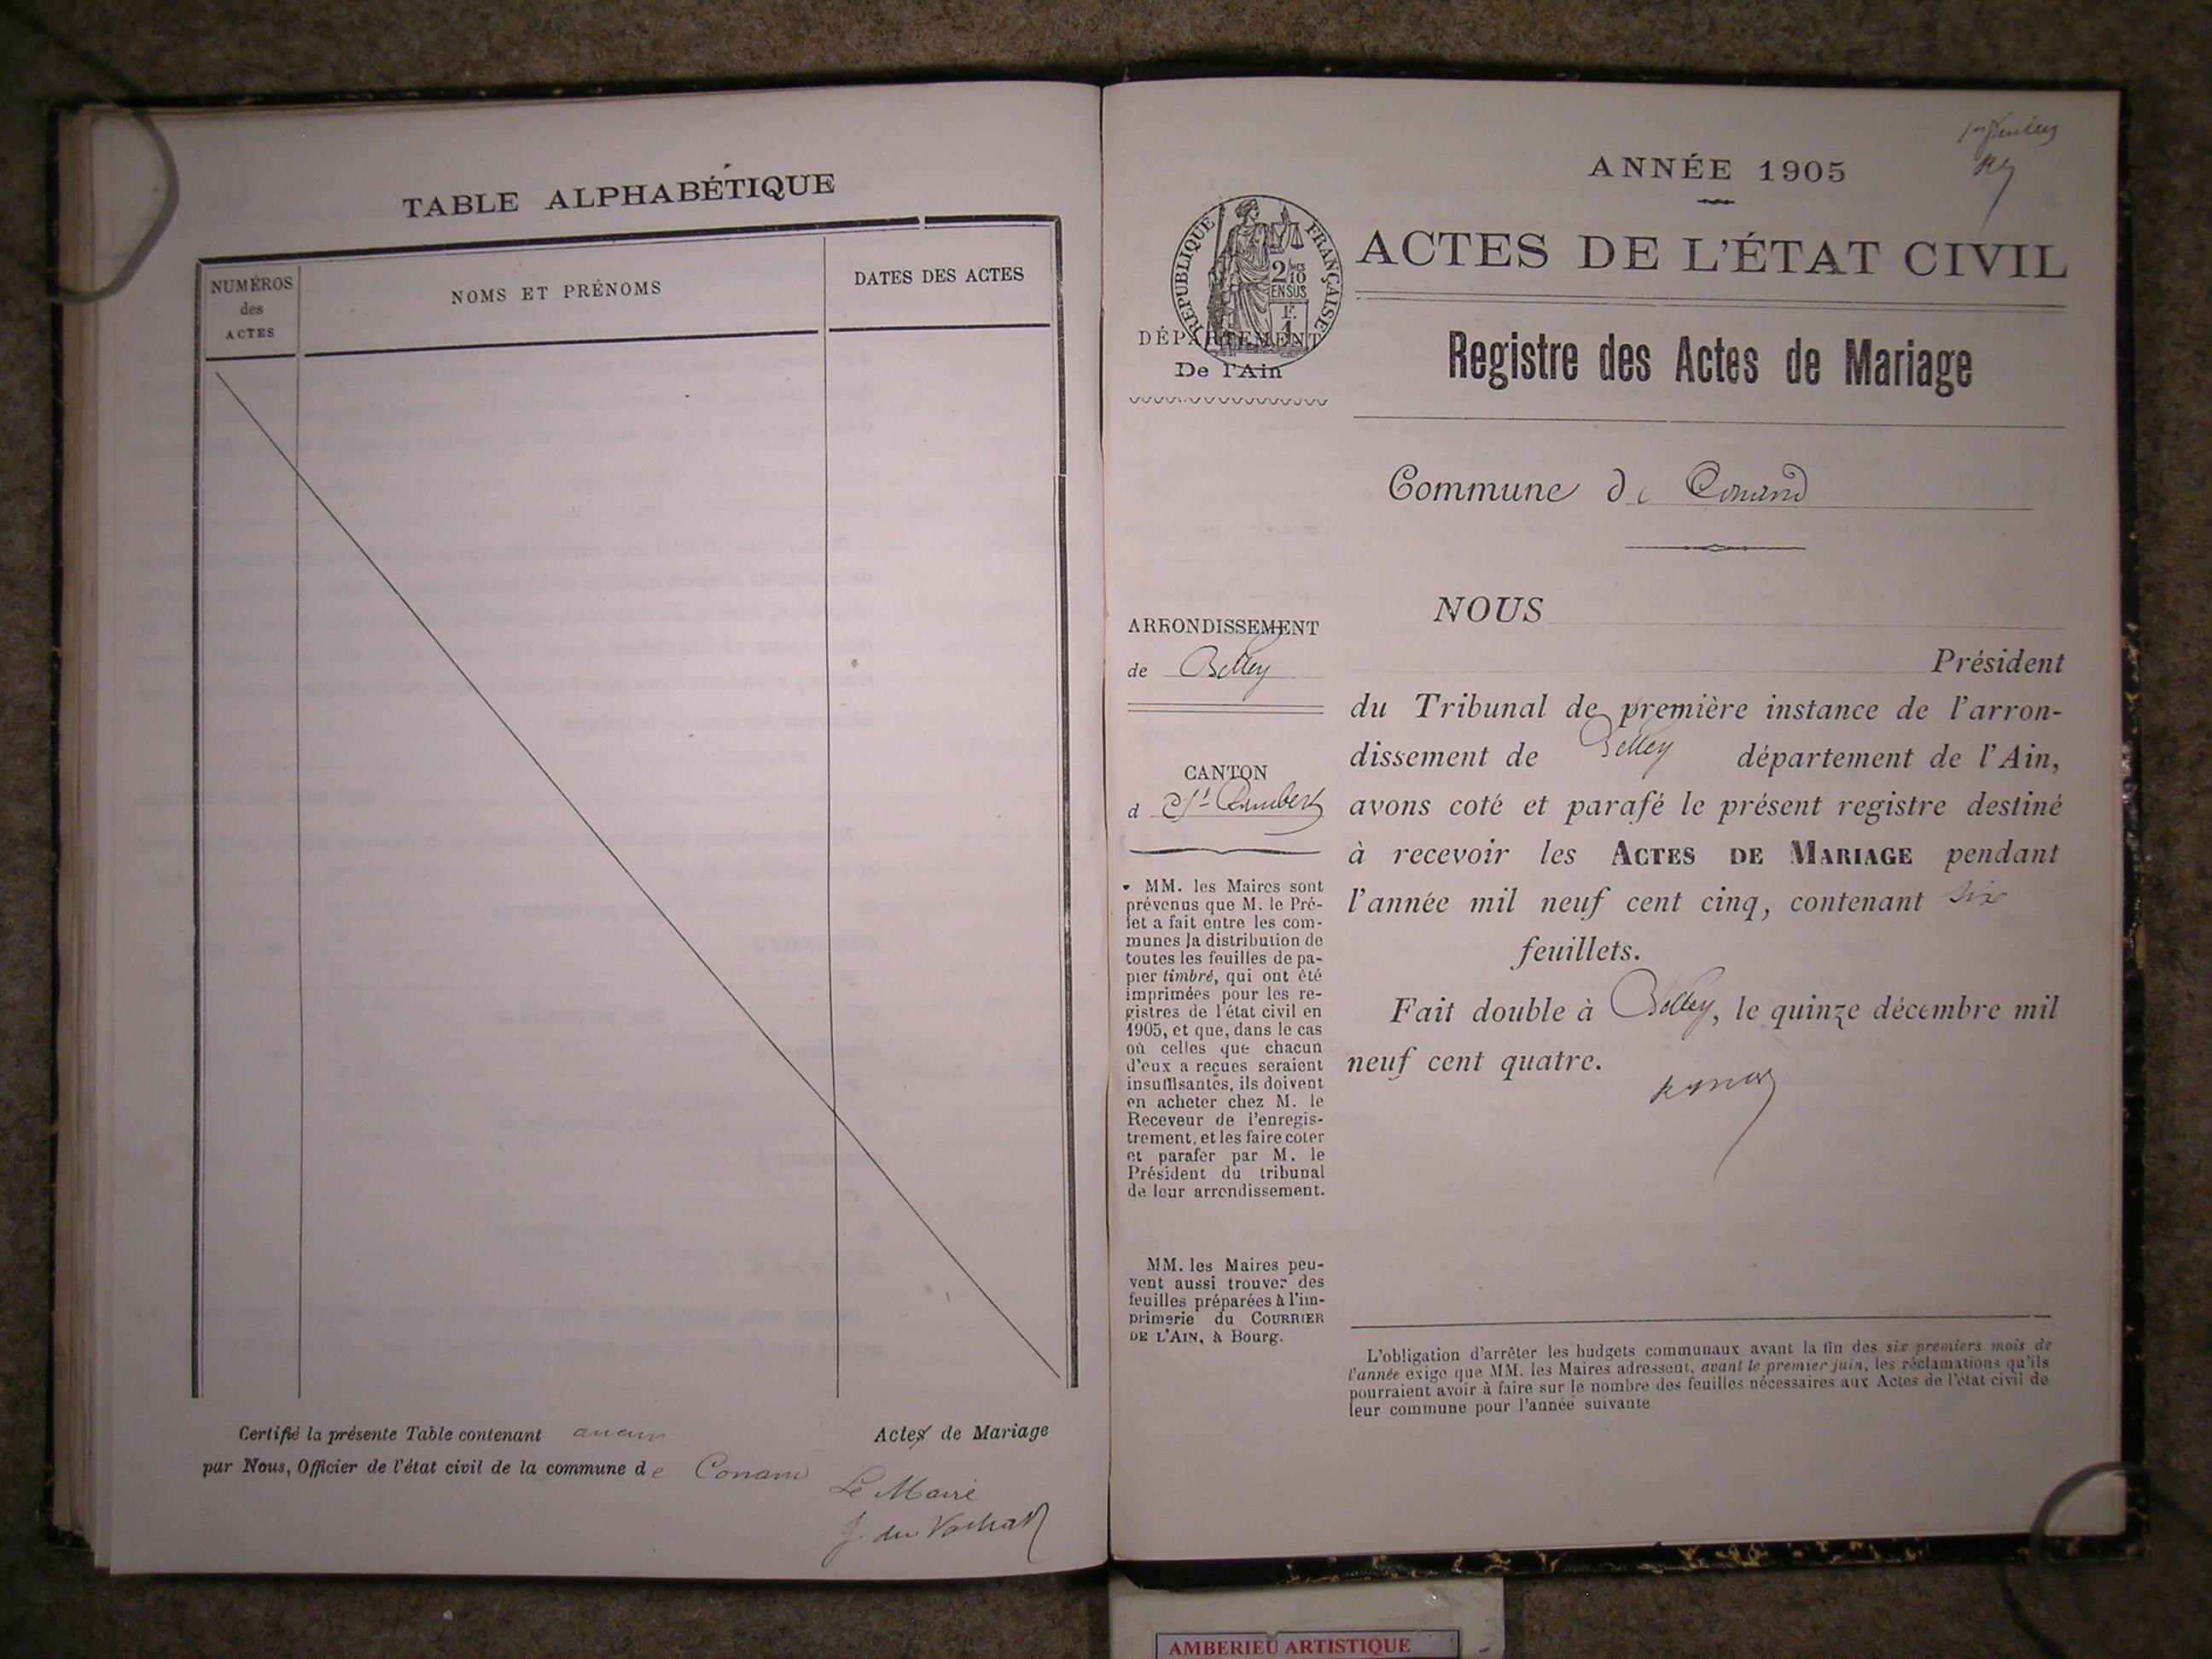 TABLE ALPHABÉTIQUE
NUMÉROS
des
ACTES
NOMS ET PRÉNOMS
DATES DES ACTES
Certifié la présente Table contenant aucun Actes de Mariage
par Nous, Officier de l'état civil de la commune de Conand
Le Maire
ANNÉE 1905
RÉPUBLIQUE FRANÇAISE
2/10
EN SUS
F.
1
ACTES DE L'ÉTAT CIVIL
DÉPARTEMENT
De l'Ain
Registre des Actes de Mariage
Commune de Conand
ARRONDISSEMENT
de Belley
CANTON
d St Rambert
MM. les Maires sont
prévenus que M. le Pré-
fet a fait entre les com-
munes la distribution de
toutes les feuilles de pa-
pier timbré, qui ont été
imprimées pour les re-
gistres de l'état civil en
1905, et que, dans le cas
où celles que chacun
d'eux a reçues seraient
insuffisantes, ils doivent
en acheter chez M. le
Receveur de l'enregis-
trement, et les faire coter
et parafer par M. le
Président du tribunal
de leur arrondissement.
MM. les Maires peu-
vent aussi trouver des
feuilles préparées à l'im-
primerie du COURRIER
DE L'AIN, à Bourg.
NOUS
Président
du Tribunal de première instance de l'arron-
dissement de Belley département de l'Ain,
avons coté et parafé le présent registre destiné
à recevoir les ACTES DE MARIAGE pendant
l'année mil neuf cent cinq, contenant six
feuillets.
Fait double à Belley, le quinze décembre mil
neuf cent quatre.
L'obligation d'arrêter les budgets communaux avant la fin des six premiers mois de
l'année exige que MM. les Maires adressent, avant le premier juin, les réclamations qu'ils
pourraient avoir à faire sur le nombre des feuilles nécessaires aux Actes de l'état civil de
leur commune pour l'année suivante
AMBERIEU ARTISTIQUE